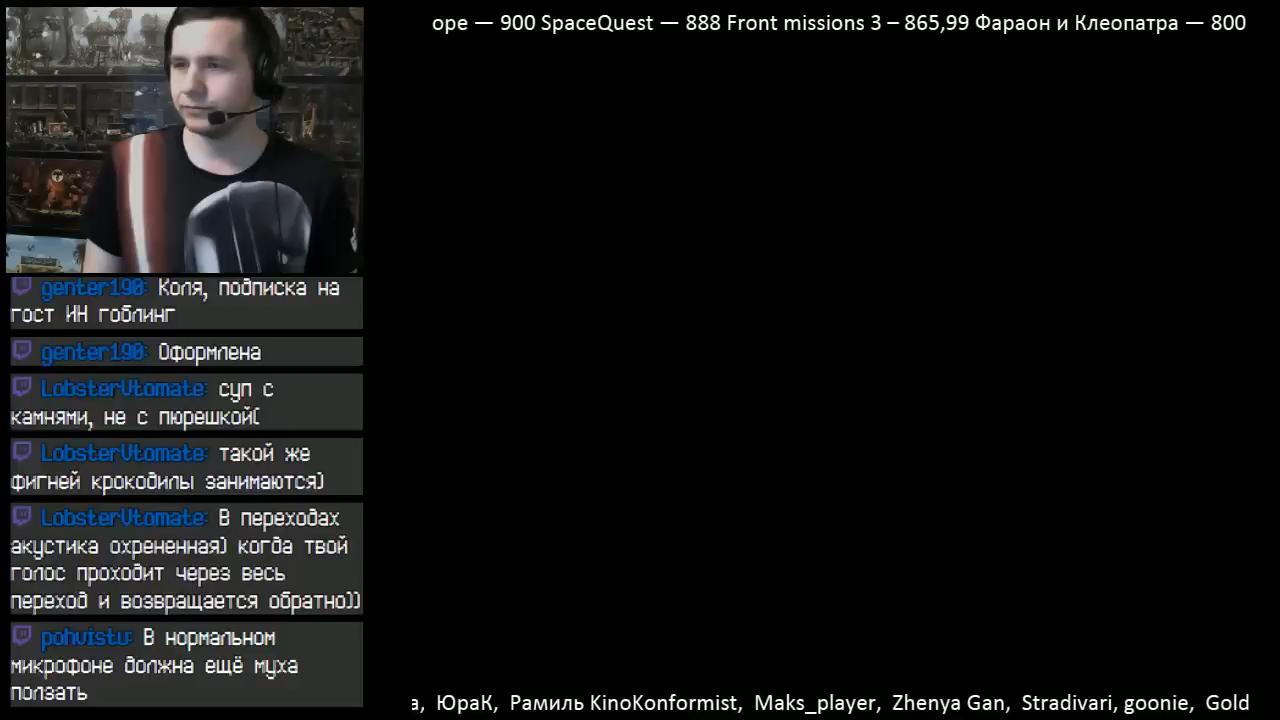 оре — 900 SpaceQuest — 888 Front missions 3 – 865,99 Фараон и Клеопатра — 800
genter190: Коля, подписка на
гост ИН гоблинг
genter190: Оформлена
LobsterVtomate: суп с
камнями, не с пюрешкой(
LobsterVtomate: такой же
фигней крокодилы занимаются)
LobsterVtomate: В переходах
акустика охрененная) когда твой
голос проходит через весь
переход и возвращается обратно))
pohvistu: В нормальном
микрофоне должна ещё муха
ползать
а, ЮраК, Рамиль KinoKonformist, Maks_player, Zhenya Gan, Stradivari, goonie, Gold